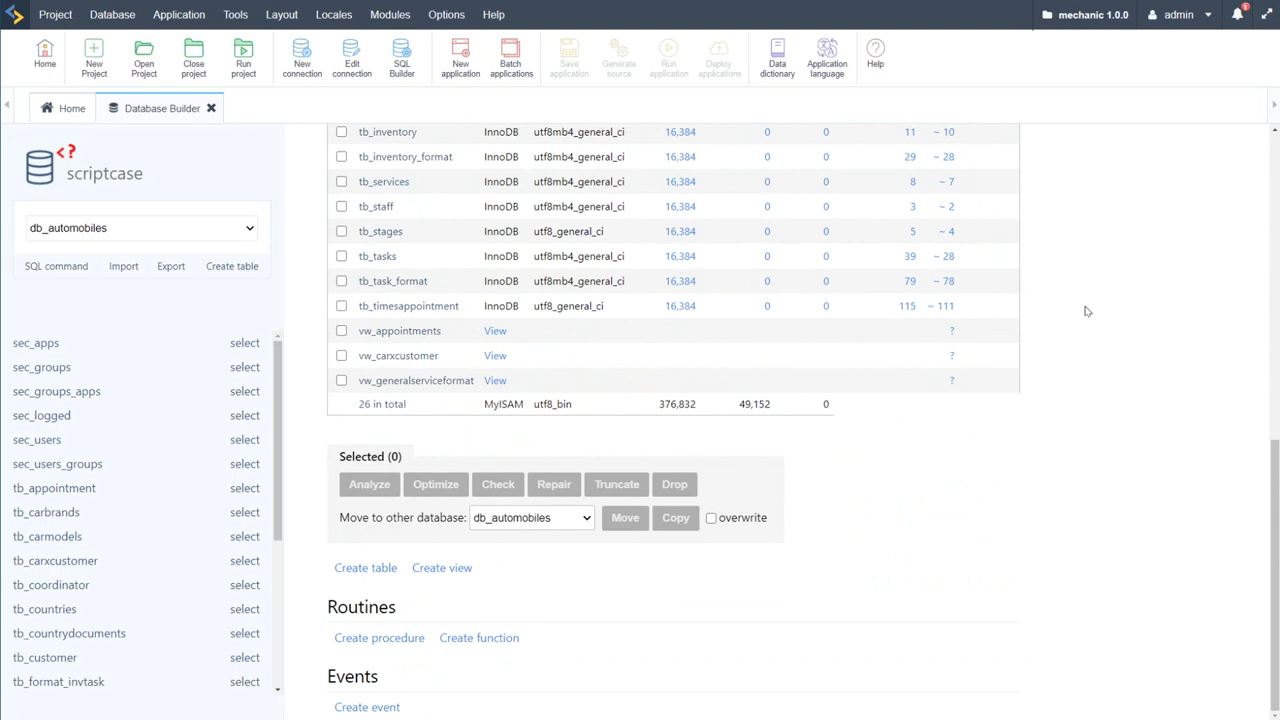 Project Database Application Tools Layout Locales Modules Options Help mechanic 1.0.0 admin 1
Home New Project Open Project Close project Run project New connection Edit connection SQL Builder New application Batch applications Save application Generate source Run application Deploy applications Data dictionary Application language Help
Home Database Builder
<?
scriptcase
db_automobiles
SQL command Import Export Create table
sec_apps select
sec_groups select
sec_groups_apps select
sec_logged select
sec_users select
sec_users_groups select
tb_appointment select
tb_carbrands select
tb_carmodels select
tb_carxcustomer select
tb_coordinator select
tb_countries select
tb_countrydocuments select
tb_customer select
tb_format_invtask select
tb_inventory InnoDB utf8mb4_general_ci 16,384 0 0 11 ~ 10
tb_inventory_format InnoDB utf8mb4_general_ci 16,384 0 0 29 ~ 28
tb_services InnoDB utf8mb4_general_ci 16,384 0 0 8 ~ 7
tb_staff InnoDB utf8mb4_general_ci 16,384 0 0 3 ~ 2
tb_stages InnoDB utf8_general_ci 16,384 0 0 5 ~ 4
tb_tasks InnoDB utf8mb4_general_ci 16,384 0 0 39 ~ 28
tb_task_format InnoDB utf8mb4_general_ci 16,384 0 0 79 ~ 78
tb_timesappointment InnoDB utf8_general_ci 16,384 0 0 115 ~ 111
vw_appointments View ?
vw_carxcustomer View ?
vw_generalserviceformat View ?
26 in total MyISAM utf8_bin 376,832 49,152 0
Selected (0)
Analyze Optimize Check Repair Truncate Drop
Move to other database: db_automobiles Move Copy overwrite
Create table Create view
Routines
Create procedure Create function
Events
Create event